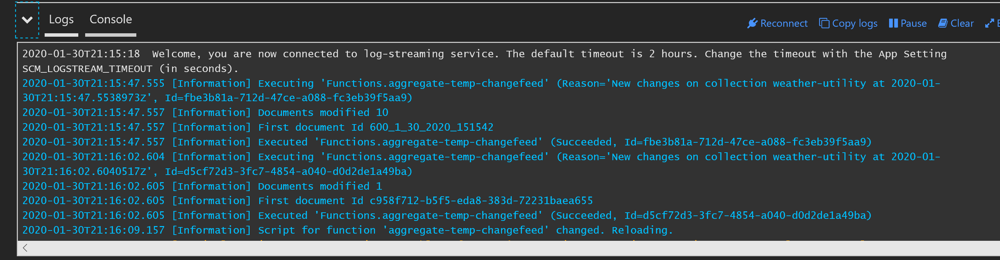 Logs Console Reconnect Copy logs Pause Clear
2020-01-30T21:15:18  Welcome, you are now connected to log-streaming service. The default timeout is 2 hours. Change the timeout with the App Setting
SCM_LOGSTREAM_TIMEOUT (in seconds).
2020-01-30T21:15:47.555 [Information] Executing 'Functions.aggregate-temp-changefeed' (Reason='New changes on collection weather-utility at 2020-01-
30T21:15:47.5538973Z', Id=fbe3b81a-712d-47ce-a088-fc3eb39f5aa9)
2020-01-30T21:15:47.557 [Information] Documents modified 10
2020-01-30T21:15:47.557 [Information] First document Id 600_1_30_2020_151542
2020-01-30T21:15:47.557 [Information] Executed 'Functions.aggregate-temp-changefeed' (Succeeded, Id=fbe3b81a-712d-47ce-a088-fc3eb39f5aa9)
2020-01-30T21:16:02.604 [Information] Executing 'Functions.aggregate-temp-changefeed' (Reason='New changes on collection weather-utility at 2020-01-
30T21:16:02.6040517Z', Id=d5cf72d3-3fc7-4854-a040-d0d2de1a49ba)
2020-01-30T21:16:02.605 [Information] Documents modified 1
2020-01-30T21:16:02.605 [Information] First document Id c958f712-b5f5-eda8-383d-72231baea655
2020-01-30T21:16:02.605 [Information] Executed 'Functions.aggregate-temp-changefeed' (Succeeded, Id=d5cf72d3-3fc7-4854-a040-d0d2de1a49ba)
2020-01-30T21:16:09.157 [Information] Script for function 'aggregate-temp-changefeed' changed. Reloading.